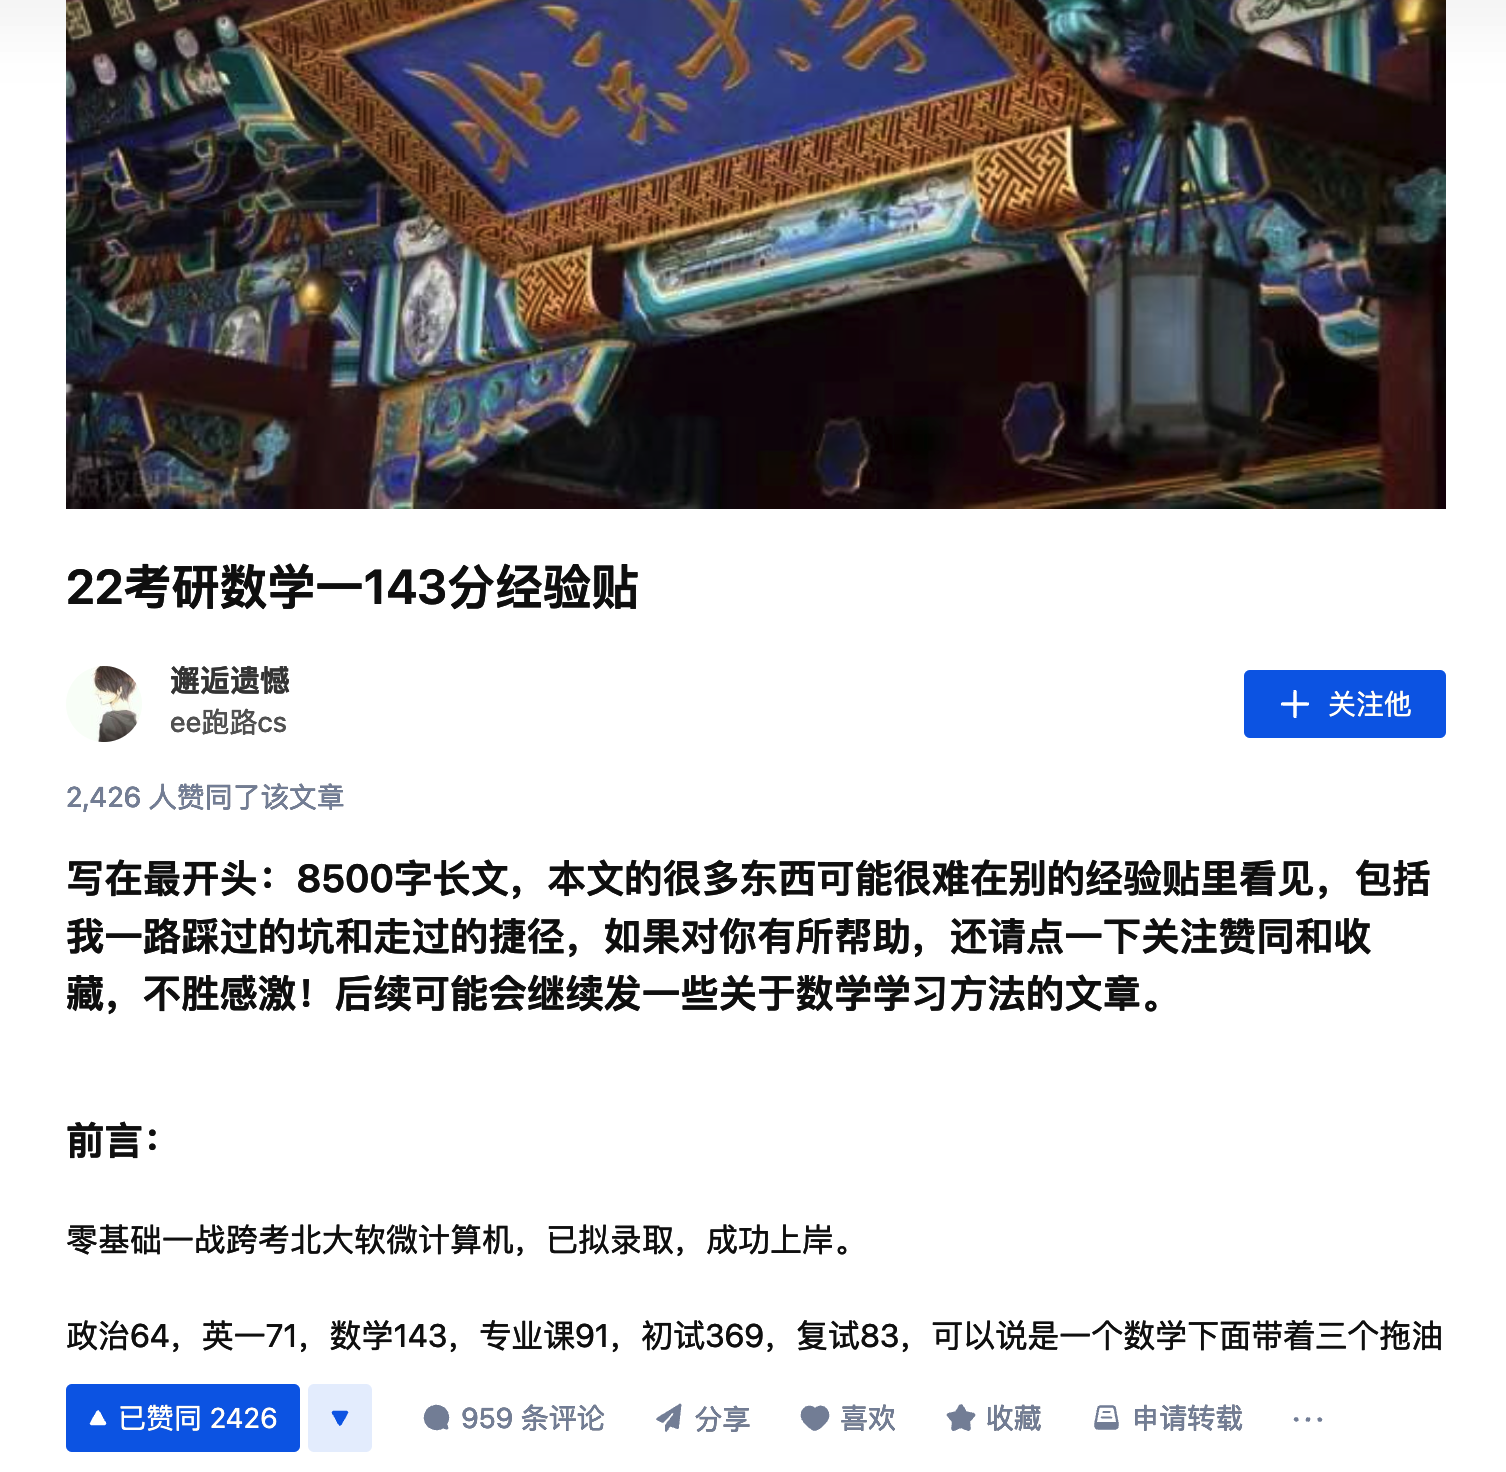 北京大学
22考研数学一143分经验贴
邂逅遗憾
ee跑路cs
关注他
2,426 人赞同了该文章
写在最开头：8500字长文，本文的很多东西可能很难在别的经验贴里看见，包括
我一路踩过的坑和走过的捷径，如果对你有所帮助，还请点一下关注赞同和收
藏，不胜感激！后续可能会继续发一些关于数学学习方法的文章。
前言：
零基础一战跨考北大软微计算机，已拟录取，成功上岸。
政治64，英一71，数学143，专业课91，初试369，复试83，可以说是一个数学下面带着三个拖油
已赞同 2426
959 条评论
分享
喜欢
收藏
申请转载